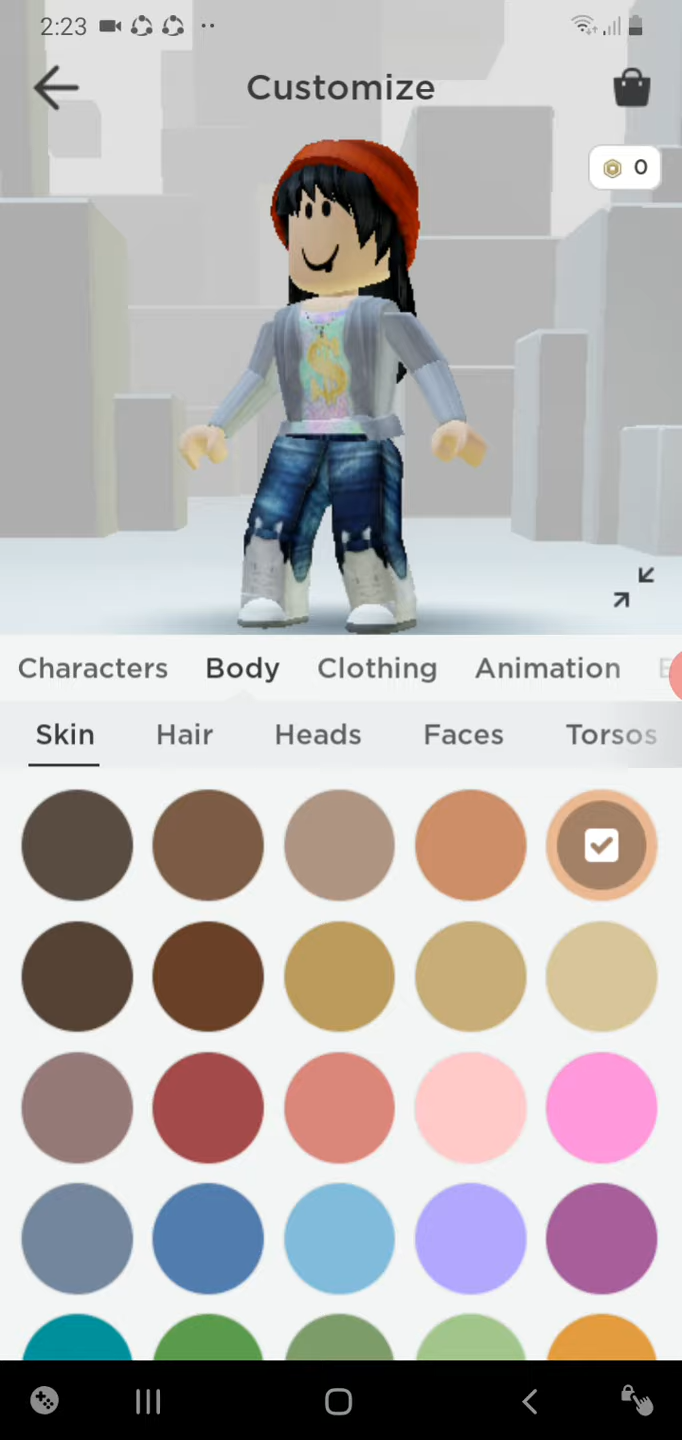 2:23
Customize
0
$
Characters Body Clothing Animation
Skin Hair Heads Faces Torsos